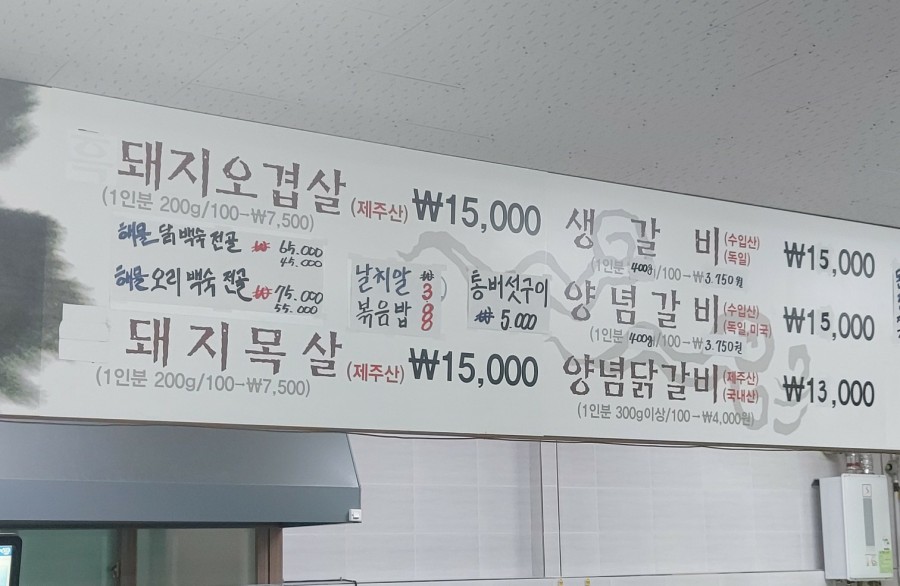 돼지오겹살 (제주산) ₩15,000
(1인분 200g/100→₩7,500)
해물 닭 백숙 전골 ₩ 65.000
45.000
해물 오리 백숙 전골 ₩ 75.000
55.000
날치알 ₩ 3
볶음밥
통버섯구이
₩ 5.000
돼지목살 (제주산) ₩15,000
(1인분 200g/100→₩7,500)
생갈비 (수입산) (독일) ₩15,000
(1인분 400g/100→₩3.750원
양념갈비 (수입산) (독일,미국) ₩15,000
(1인분 400g/100→₩3.750원
양념닭갈비 (제주산) (국내산) ₩13,000
(1인분 300g이상/100→₩4,000원)